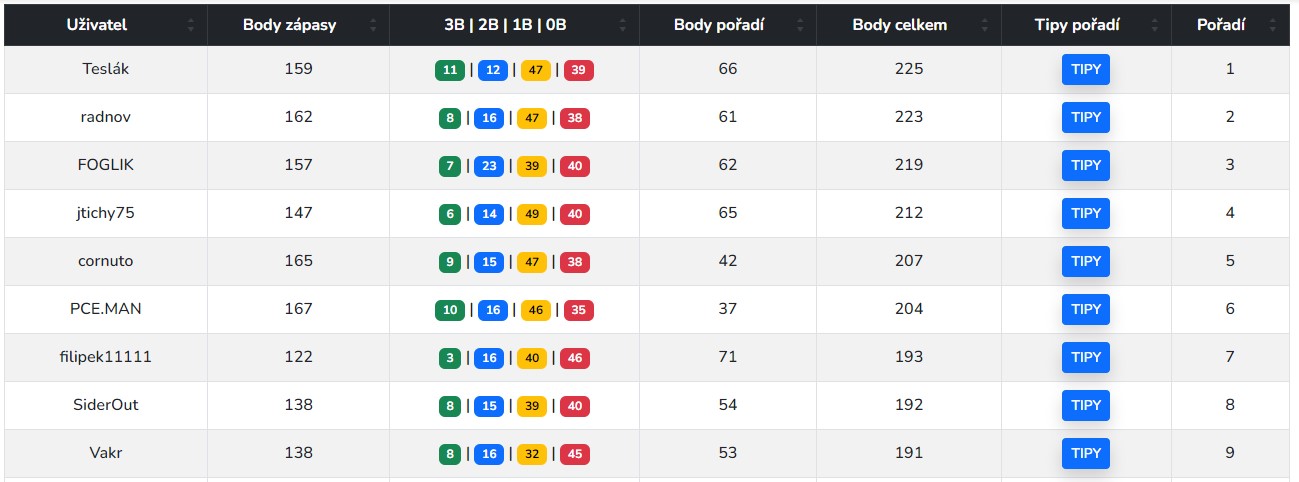 Uživatel Body zápasy 3B | 2B | 1B | 0B Body pořadí Body celkem Tipy pořadí Pořadí
Teslák 159 11 | 12 | 47 | 39 66 225 TIPY 1
radnov 162 8 | 16 | 47 | 38 61 223 TIPY 2
FOGLIK 157 7 | 23 | 39 | 40 62 219 TIPY 3
jtichy75 147 6 | 14 | 49 | 40 65 212 TIPY 4
cornuto 165 9 | 15 | 47 | 38 42 207 TIPY 5
PCE.MAN 167 10 | 16 | 46 | 35 37 204 TIPY 6
filipek11111 122 3 | 16 | 40 | 46 71 193 TIPY 7
SiderOut 138 8 | 15 | 39 | 40 54 192 TIPY 8
Vakr 138 8 | 16 | 32 | 45 53 191 TIPY 9